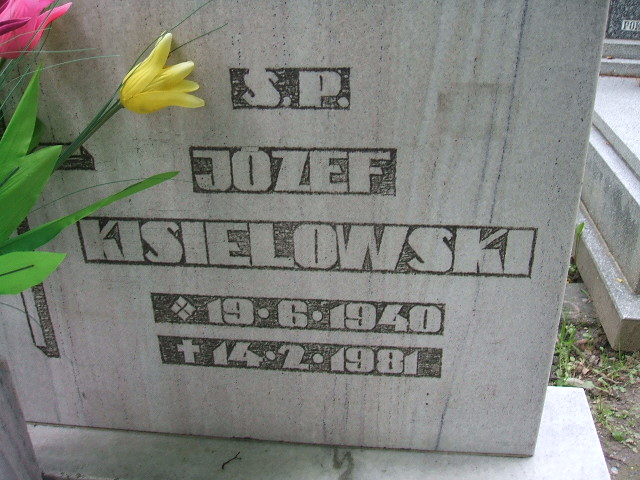 Ś.P.
JÓZEF
KISIELOWSKI
19·6·1940
✝ 14·2·1981